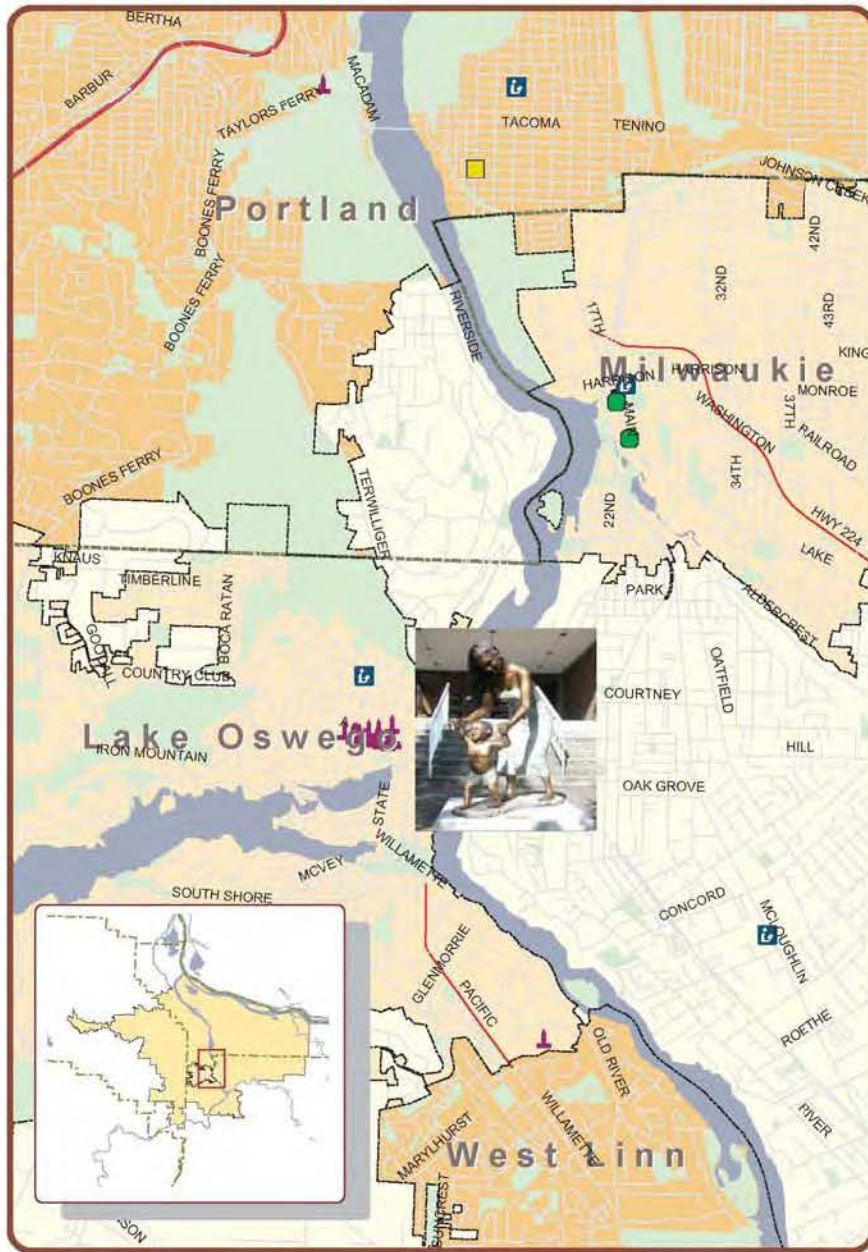 BERTHA
BARBUR
TAYLORS FERRY
MACADAM
TACOMA
TENINO
JOHNSON CREEK
BOONES FERRY
Portland
42ND
32ND
43RD
BOONES FERRY
RIVERSIDE
17TH
KING
Milwaukie
HARRISON
HARRISON
MONROE
MAIN
WASHINGTON
37TH
RAILROAD
BOONES FERRY
TERWILLIGER
34TH
22ND
HWY 224
LAKE
KNAUS
TIMBERLINE
BOCA RATAN
PARK
ALDERCREST
COUNTRY CLUB
COURTNEY
OATFIELD
Lake Oswego
IRON MOUNTAIN
HILL
OAK GROVE
STATE
WILLAMETTE
MCVEY
SOUTH SHORE
CONCORD
MCLOUGHLIN
GLENMORRIE
PACIFIC
ROETHE
OLD RIVER
RIVER
MARYLHURST
WILLAMETTE
West Linn
SUNCREST